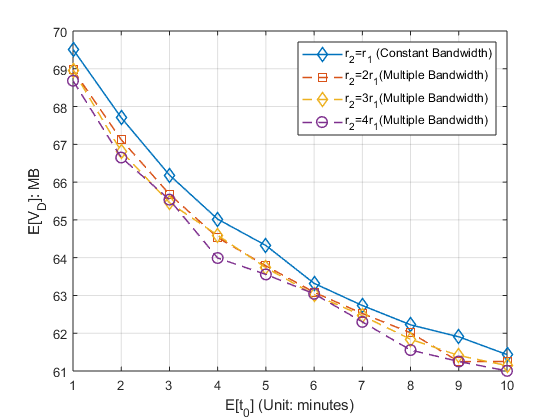 70
69
68
67
66
65
64
63
62
61
E[V_D]: MB
r_2=r_1 (Constant Bandwidth)
r_2=2r_1(Multiple Bandwidth)
r_2=3r_1(Multiple Bandwidth)
r_2=4r_1(Multiple Bandwidth)
1 2 3 4 5 6 7 8 9 10
E[t_0] (Unit: minutes)